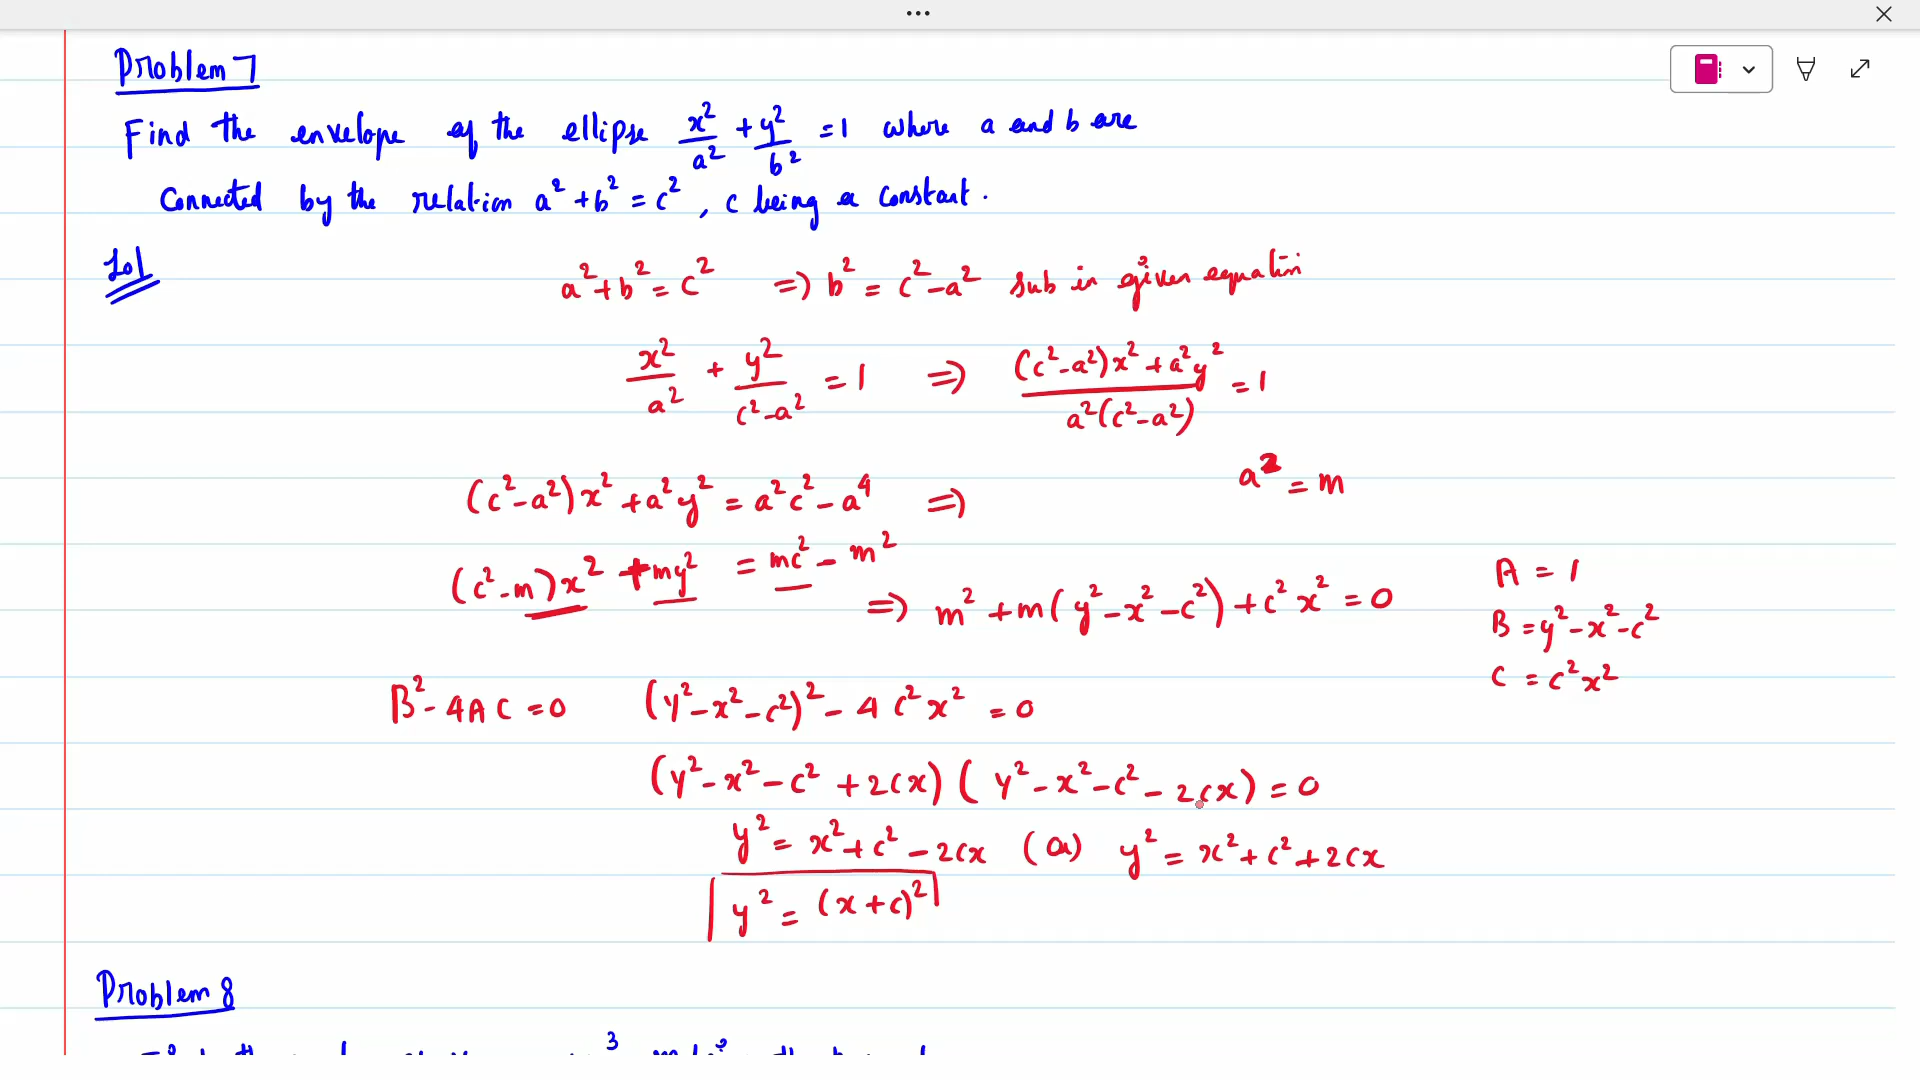 Problem 7
Find the envelope of the ellipse x²/a² + y²/b² = 1 where a and b are
Connected by the relation a² + b² = c², c being a constant.
Sol
a² + b² = c² => b² = c² - a² sub in given equation
x²/a² + y²/(c² - a²) = 1 => ((c² - a²)x² + a²y²)/(a²(c² - a²)) = 1
(c² - a²)x² + a²y² = a²c² - a⁴ => a² = m
(c² - m)x² + my² = mc² - m²
=> m² + m(y² - x² - c²) + c²x² = 0
A = 1
B = y² - x² - c²
C = c²x²
B² - 4AC = 0 (y² - x² - c²)² - 4c²x² = 0
(y² - x² - c² + 2cx)(y² - x² - c² - 2cx) = 0
y² = x² + c² - 2cx (or) y² = x² + c² + 2cx
y² = (x + c)²
Problem 8